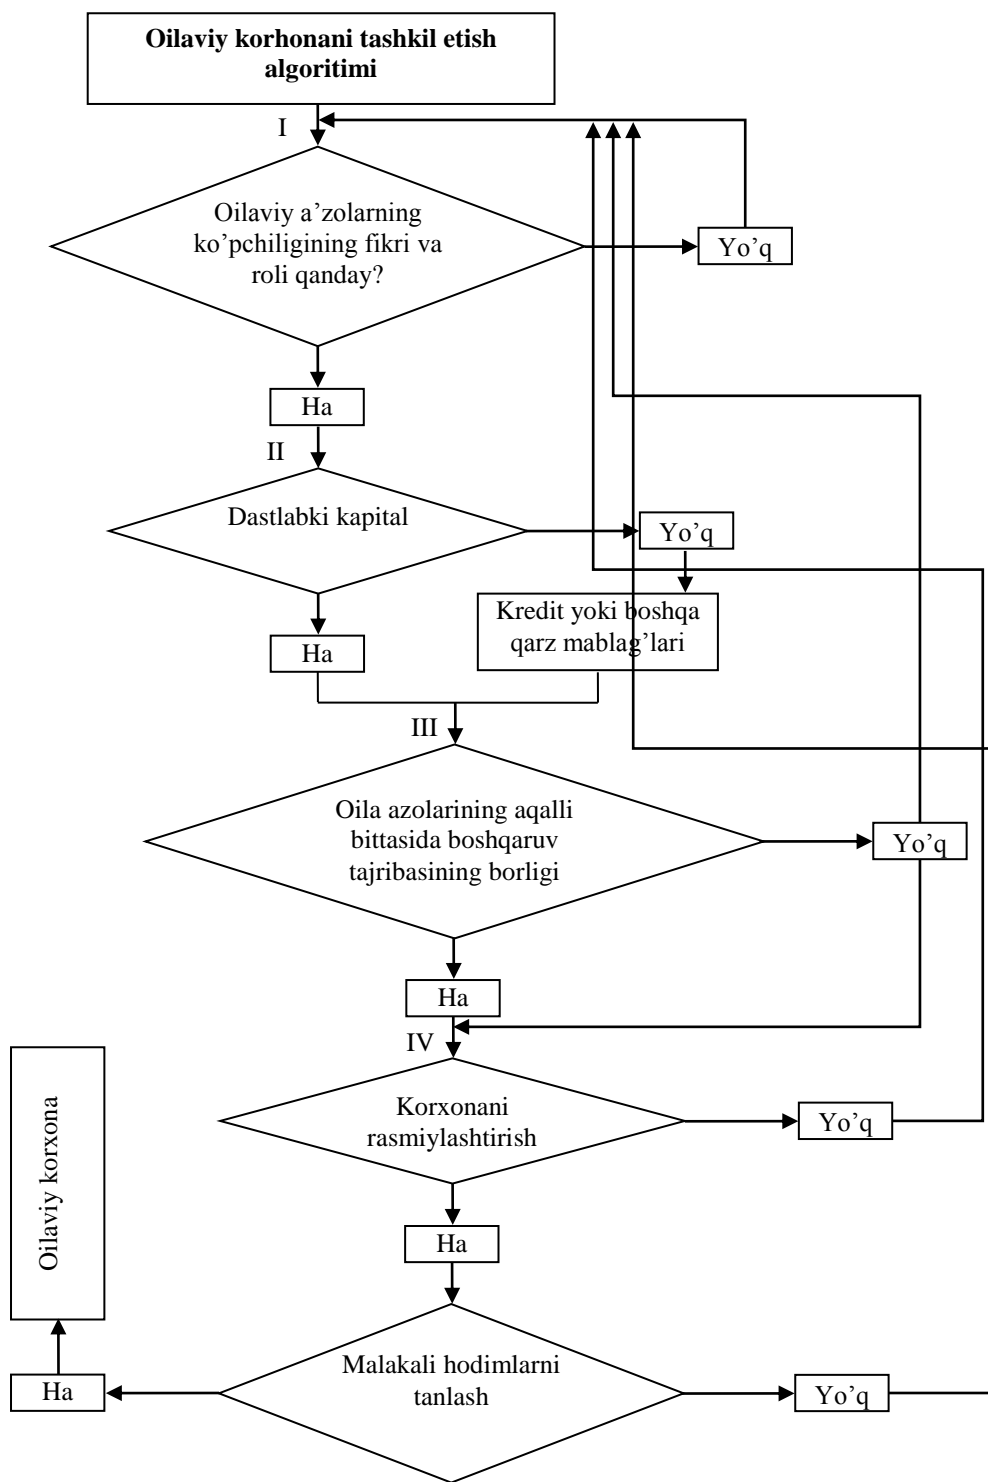 Oilaviy korhonani tashkil etish
algoritimi
I
Oilaviy a’zolarning
ko’pchiligining fikri va
roli qanday?
Yo’q
Ha
II
Dastlabki kapital
Yo’q
Kredit yoki boshqa
qarz mablag’lari
Ha
III
Oila azolarining aqalli
bittasida boshqaruv
tajribasining borligi
Yo’q
Ha
IV
Korxonani
rasmiylashtirish
Yo’q
Ha
Oilaviy korxona
Malakali hodimlarni
tanlash
Ha
Yo’q